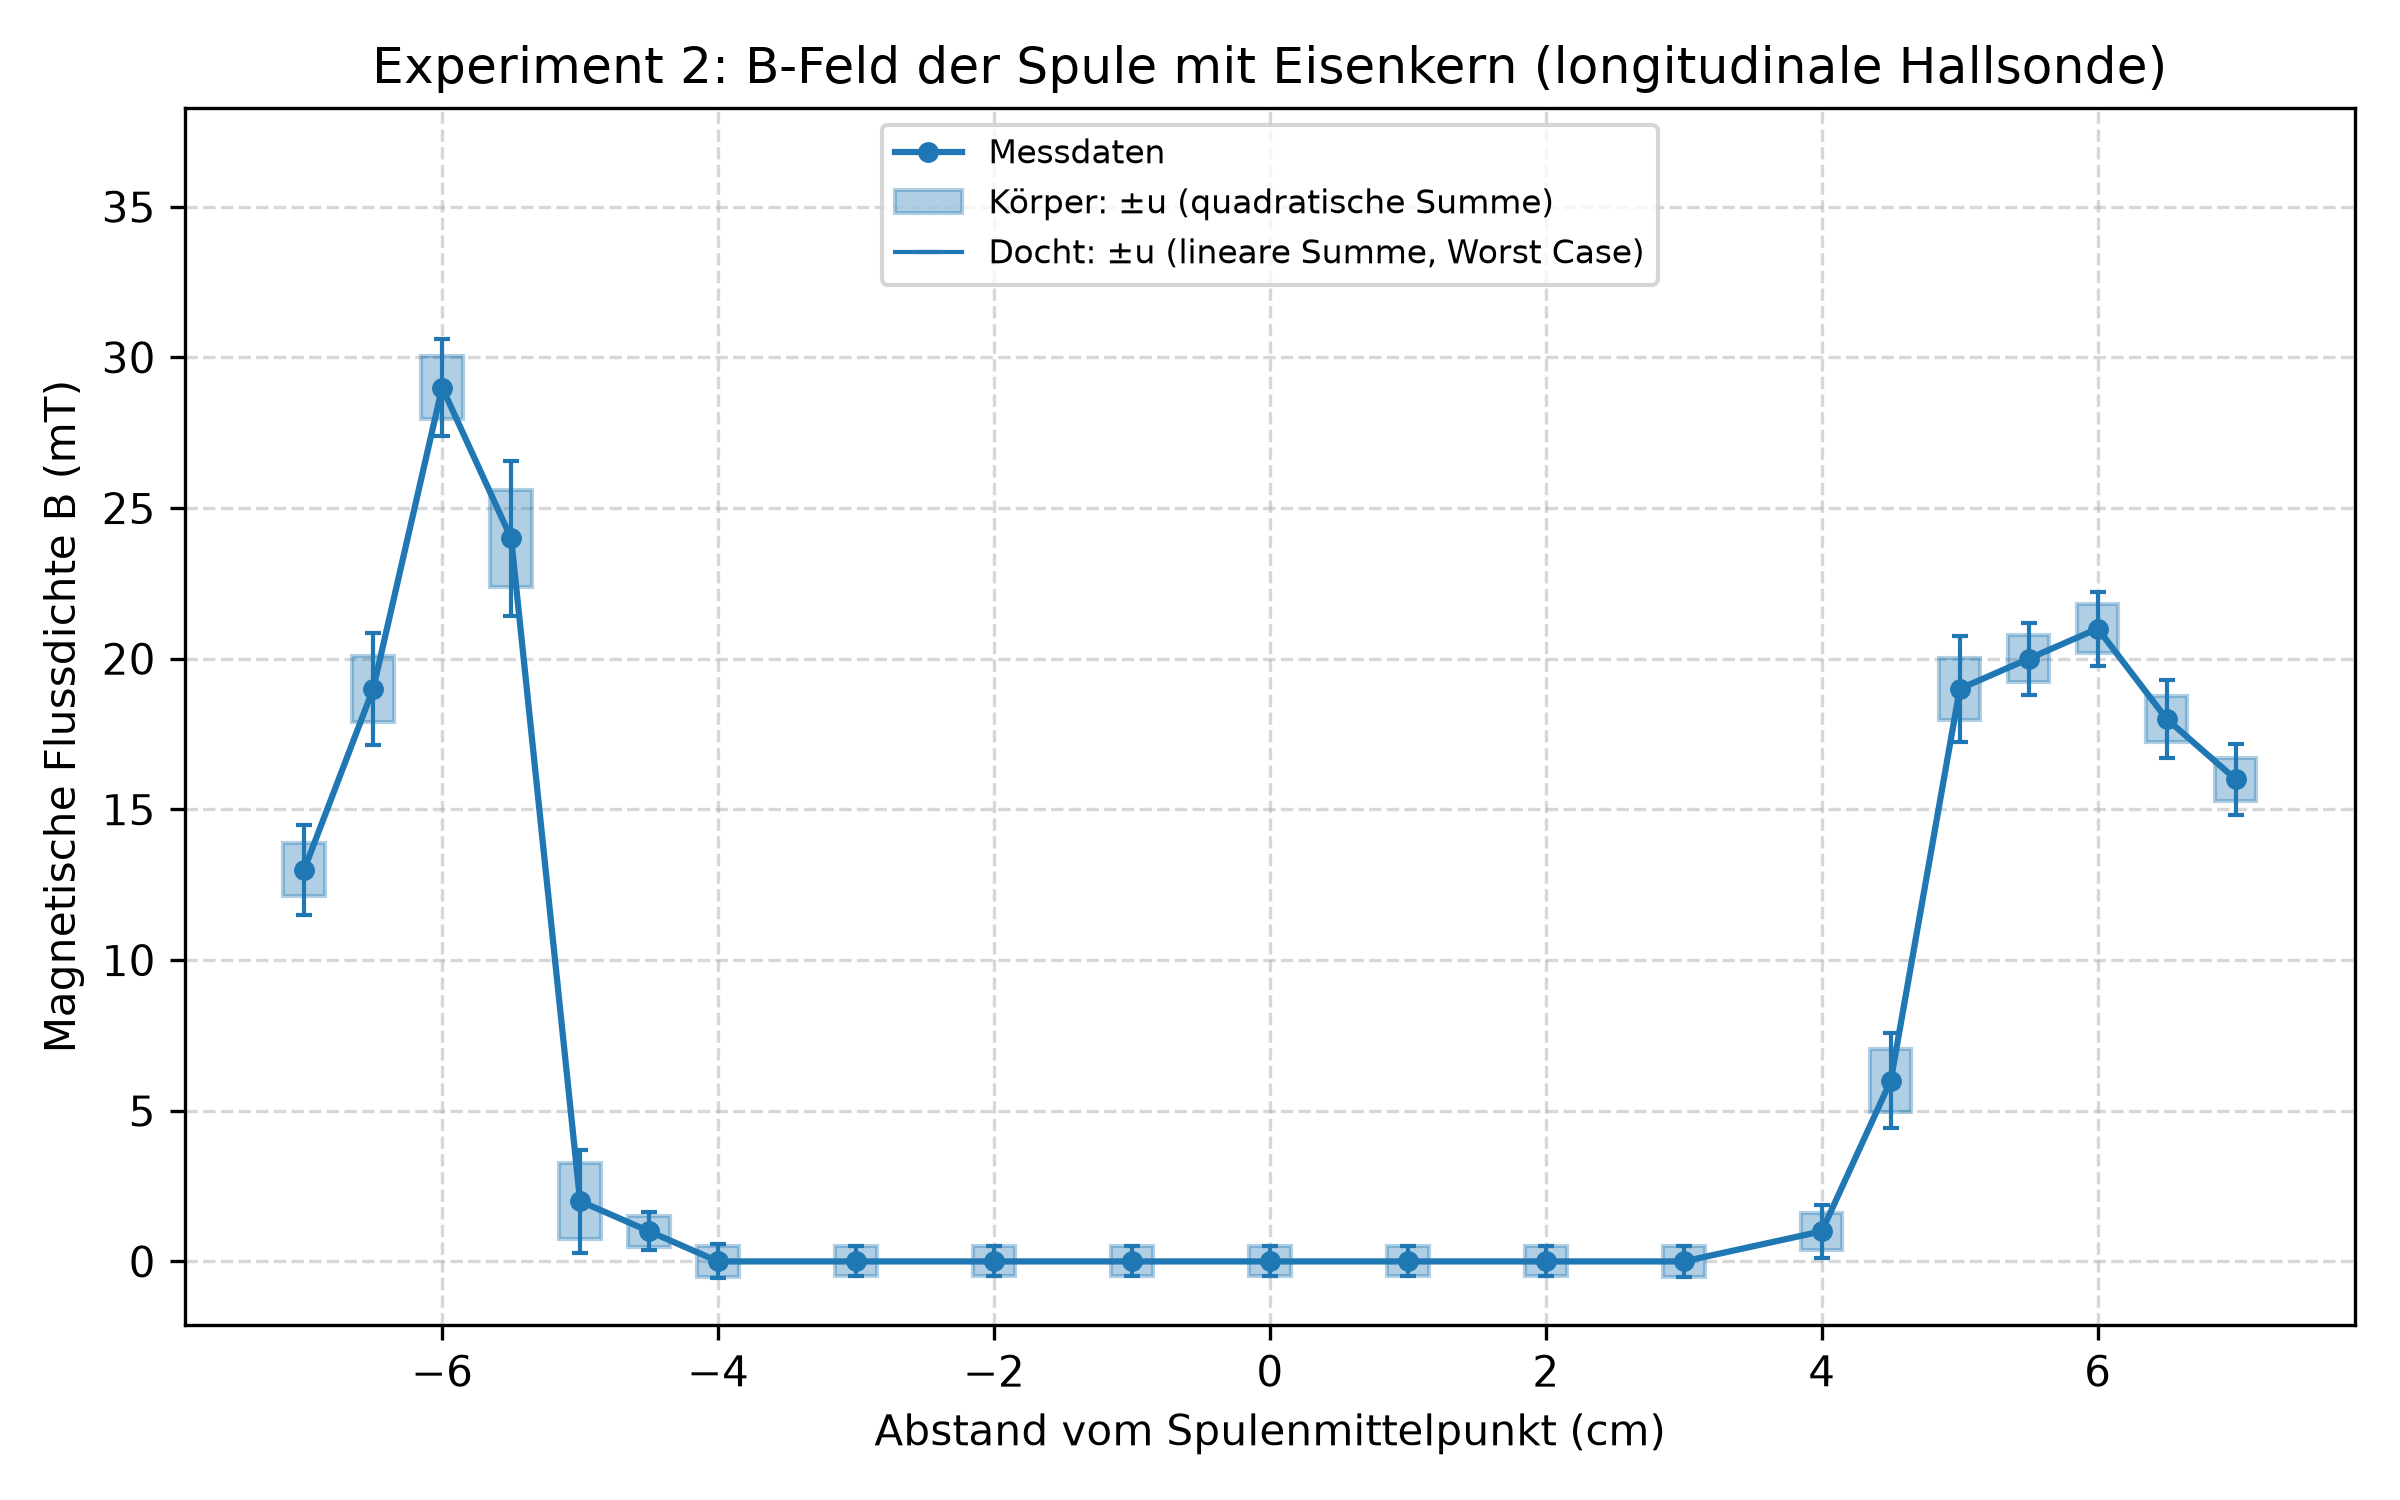 Experiment 2: B-Feld der Spule mit Eisenkern (longitudinale Hallsonde)
Messdaten
Körper: ±u (quadratische Summe)
Docht: ±u (lineare Summe, Worst Case)
Magnetische Flussdichte B (mT)
35
30
25
20
15
10
5
0
−6
−4
−2
0
2
4
6
Abstand vom Spulenmittelpunkt (cm)